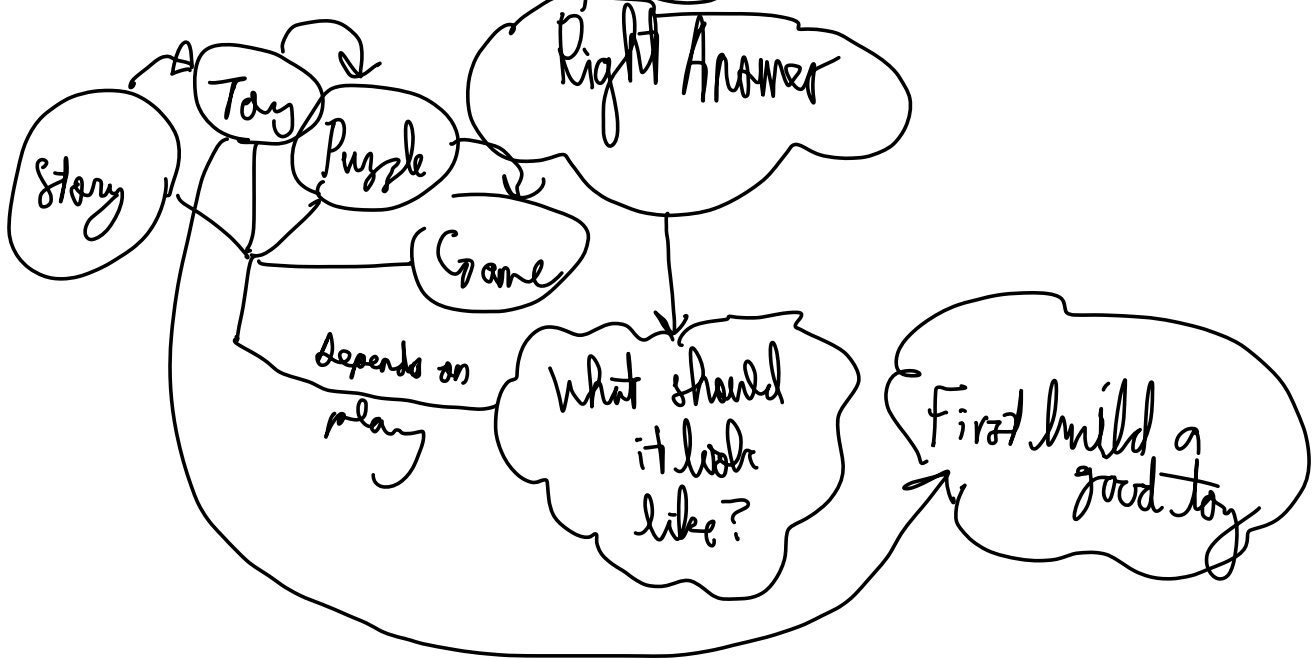 Right Answer
Toy
Puzzle
Story
Game
depends on
play
What should
it look
like?
First build a
good toy